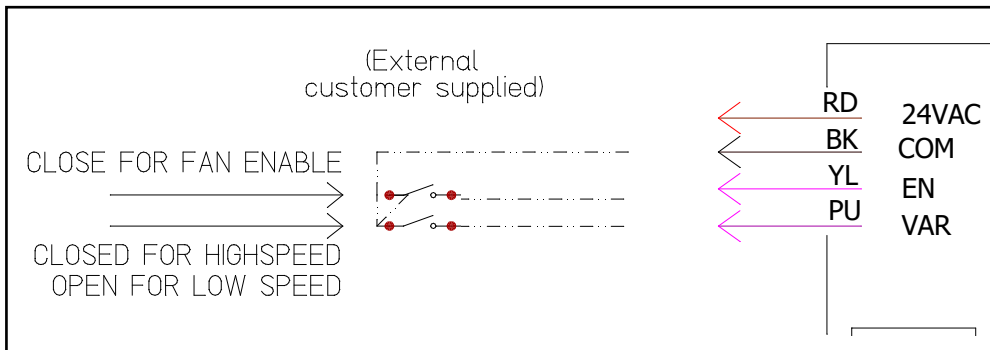 (External
customer supplied)
CLOSE FOR FAN ENABLE
CLOSED FOR HIGHSPEED
OPEN FOR LOW SPEED
RD 24VAC
BK COM
YL EN
PU VAR